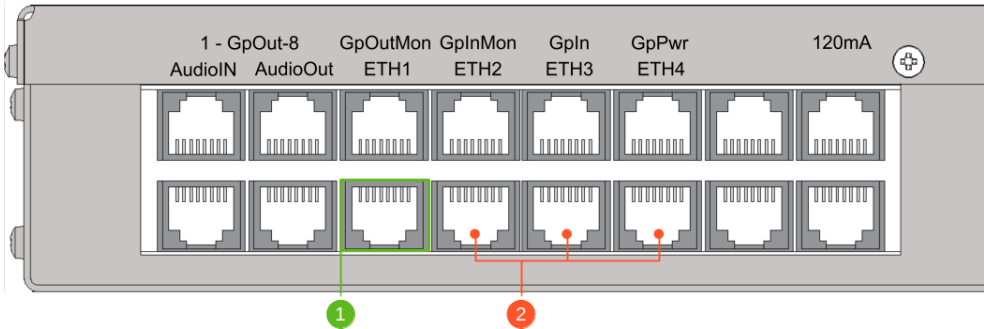 1 - GpOut-8 GpOutMon GpInMon GpIn GpPwr 120mA
AudioIN AudioOut ETH1 ETH2 ETH3 ETH4
1 2